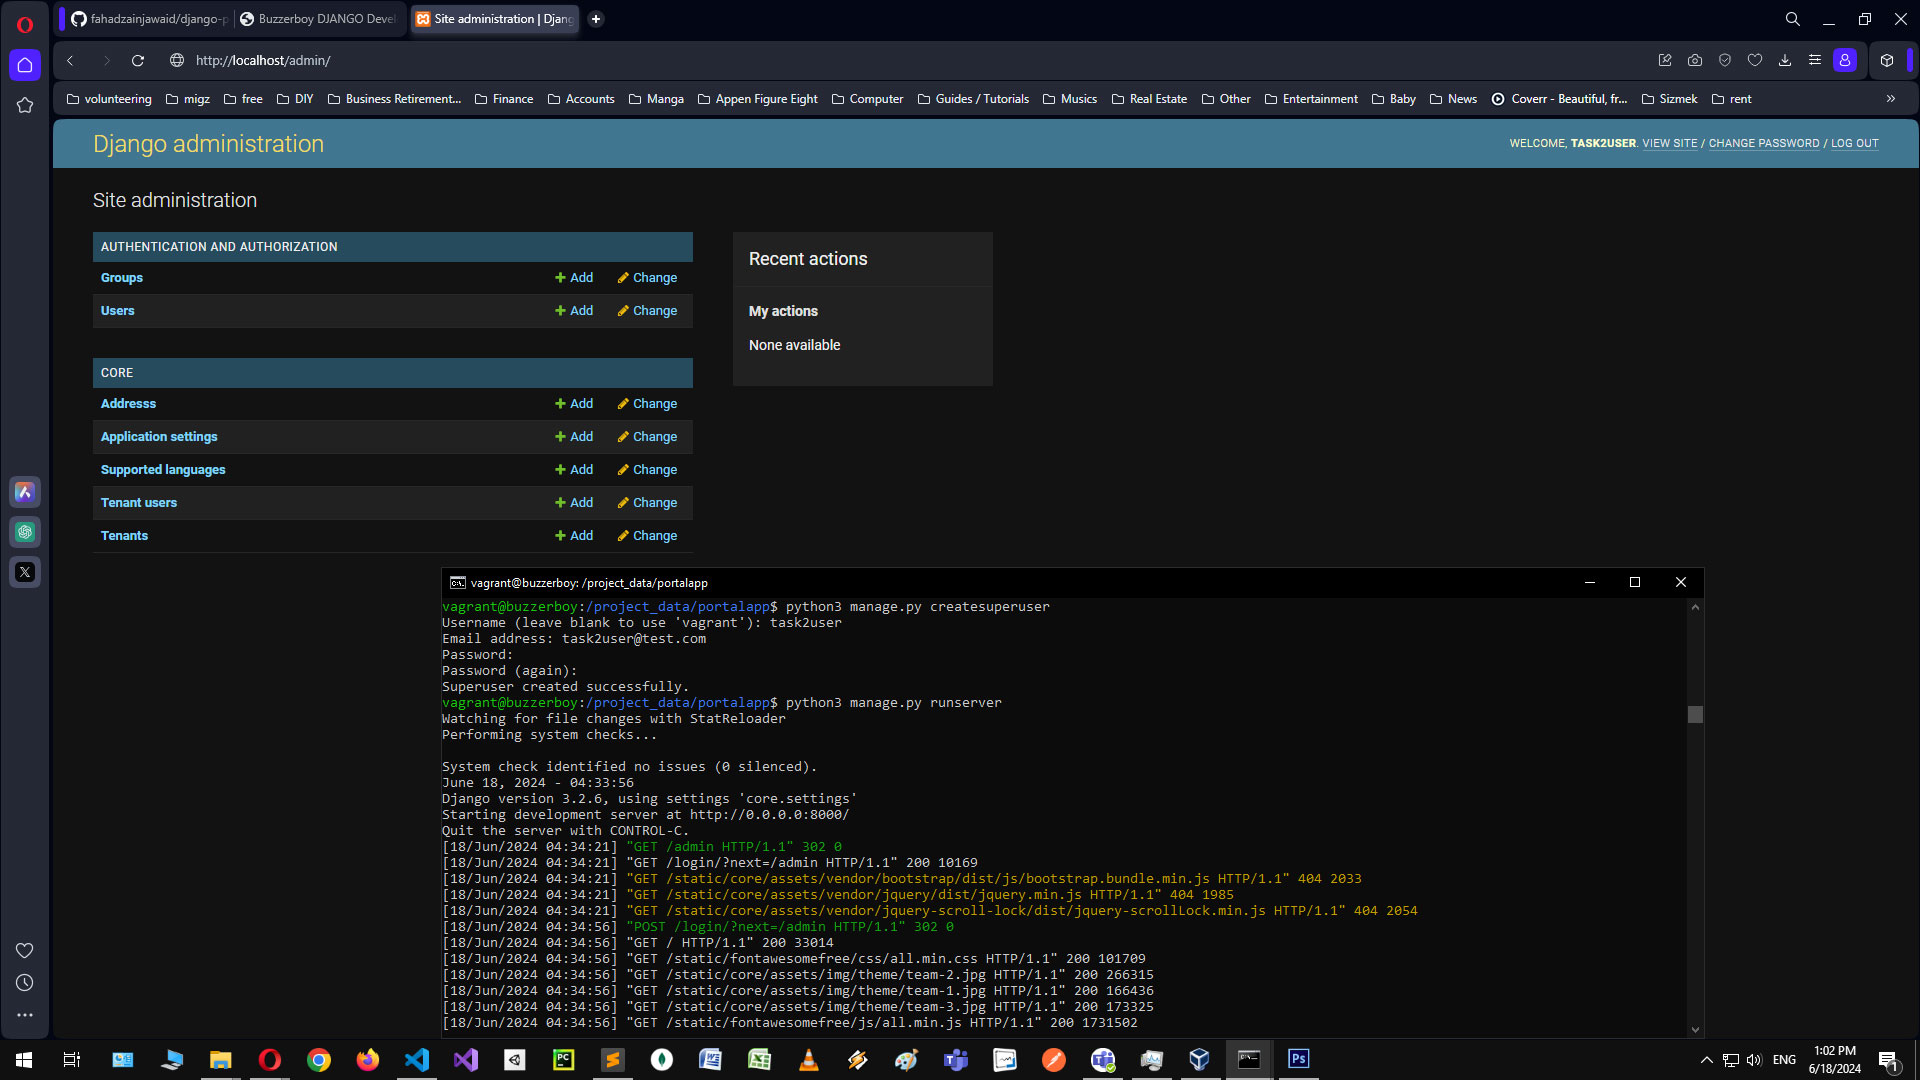 fahadzainjawaid/django-p
Buzzerboy DJANGO Deve
Site administration | Djang
http://localhost/admin/
volunteering
migz
free
DIY
Business Retirement...
Finance
Accounts
Manga
Appen Figure Eight
Computer
Guides / Tutorials
Musics
Real Estate
Other
Entertainment
Baby
News
Coverr - Beautiful, fr...
Sizmek
rent
»
Django administration
WELCOME, TASK2USER. VIEW SITE / CHANGE PASSWORD / LOG OUT
Site administration
AUTHENTICATION AND AUTHORIZATION
Groups Add Change
Users Add Change
CORE
Addresss Add Change
Application settings Add Change
Supported languages Add Change
Tenant users Add Change
Tenants Add Change
Recent actions
My actions
None available
vagrant@buzzerboy: /project_data/portalapp
vagrant@buzzerboy:/project_data/portalapp$ python3 manage.py createsuperuser
Username (leave blank to use 'vagrant'): task2user
Email address: task2user@test.com
Password:
Password (again):
Superuser created successfully.
vagrant@buzzerboy:/project_data/portalapp$ python3 manage.py runserver
Watching for file changes with StatReloader
Performing system checks...
System check identified no issues (0 silenced).
June 18, 2024 - 04:33:56
Django version 3.2.6, using settings 'core.settings'
Starting development server at http://0.0.0.0:8000/
Quit the server with CONTROL-C.
[18/Jun/2024 04:34:21] "GET /admin HTTP/1.1" 302 0
[18/Jun/2024 04:34:21] "GET /login/?next=/admin HTTP/1.1" 200 10169
[18/Jun/2024 04:34:21] "GET /static/core/assets/vendor/bootstrap/dist/js/bootstrap.bundle.min.js HTTP/1.1" 404 2033
[18/Jun/2024 04:34:21] "GET /static/core/assets/vendor/jquery/dist/jquery.min.js HTTP/1.1" 404 1985
[18/Jun/2024 04:34:21] "GET /static/core/assets/vendor/jquery-scroll-lock/dist/jquery-scrollLock.min.js HTTP/1.1" 404 2054
[18/Jun/2024 04:34:56] "POST /login/?next=/admin HTTP/1.1" 302 0
[18/Jun/2024 04:34:56] "GET / HTTP/1.1" 200 33014
[18/Jun/2024 04:34:56] "GET /static/fontawesomefree/css/all.min.css HTTP/1.1" 200 101709
[18/Jun/2024 04:34:56] "GET /static/core/assets/img/theme/team-2.jpg HTTP/1.1" 200 266315
[18/Jun/2024 04:34:56] "GET /static/core/assets/img/theme/team-1.jpg HTTP/1.1" 200 166436
[18/Jun/2024 04:34:56] "GET /static/core/assets/img/theme/team-3.jpg HTTP/1.1" 200 173325
[18/Jun/2024 04:34:56] "GET /static/fontawesomefree/js/all.min.js HTTP/1.1" 200 1731502
ENG
1:02 PM
6/18/2024
1